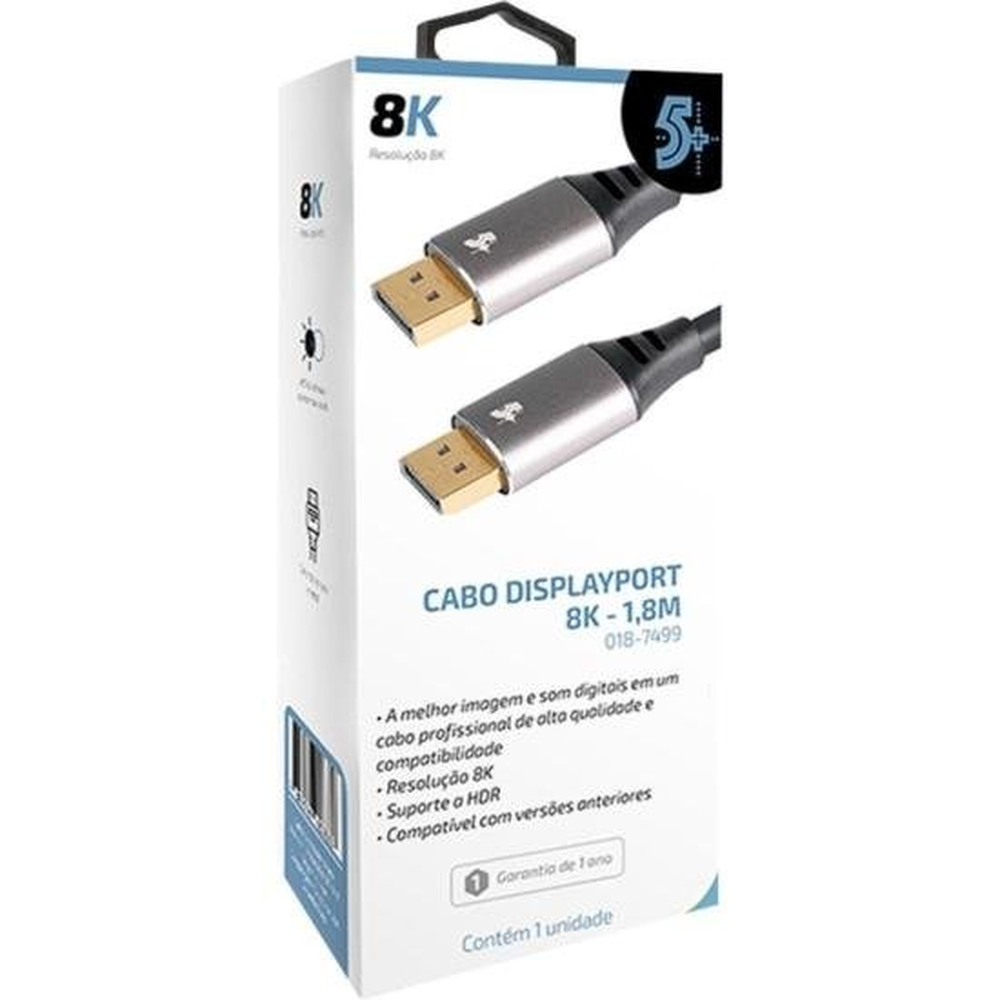 8K
Resolução 8K
5+
8K
CABO DISPLAYPORT
8K - 1,8M
018-7499
• A melhor imagem e som digitais em um
cabo profissional de alta qualidade e
compatibilidade
• Resolução 8K
• Suporte a HDR
• Compatível com versões anteriores
1 Garantia de 1 ano
Contém 1 unidade